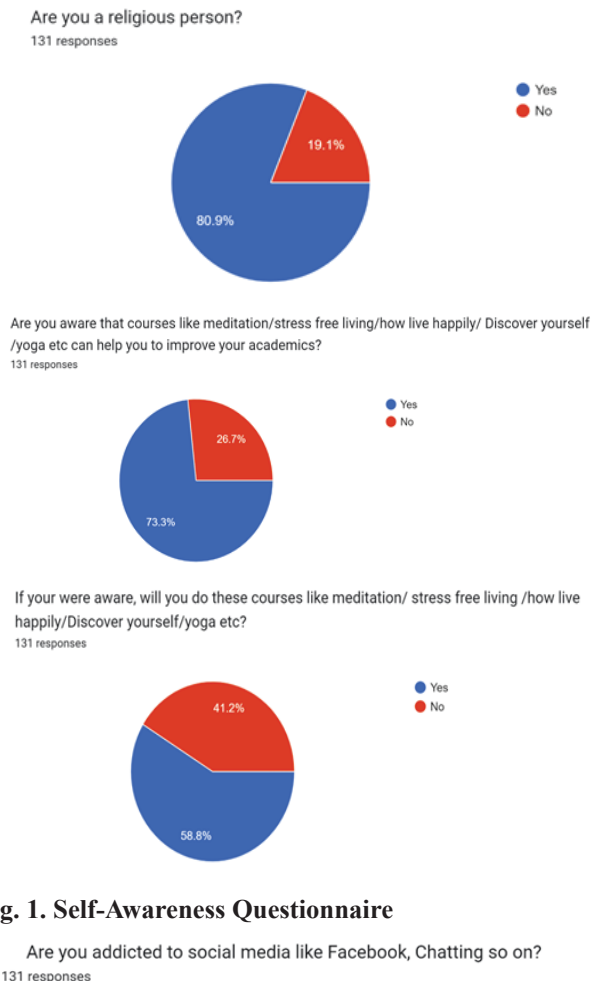 Are you a religious person?
131 responses
Yes
No
19.1%
80.9%
Are you aware that courses like meditation/stress free living/how live happily/ Discover yourself
/yoga etc can help you to improve your academics?
131 responses
Yes
No
26.7%
73.3%
If your were aware, will you do these courses like meditation/ stress free living /how live
happily/Discover yourself/yoga etc?
131 responses
Yes
No
41.2%
58.8%
g. 1. Self-Awareness Questionnaire
Are you addicted to social media like Facebook, Chatting so on?
131 responses